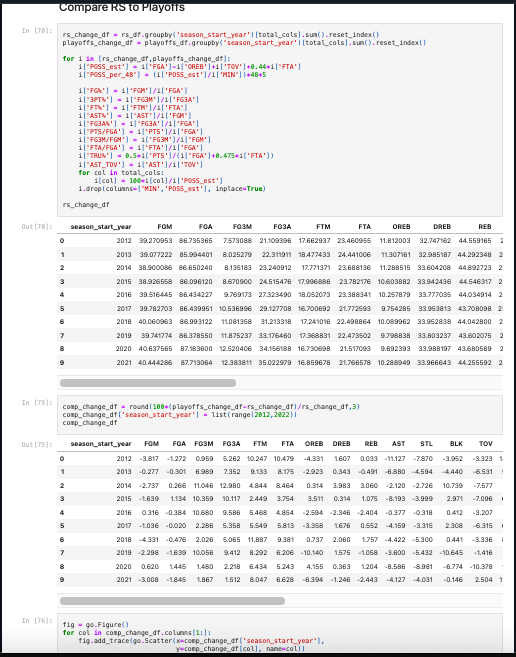 Compare RS to Playoffs
In [70]:
rs_change_df = rs_df.groupby('season_start_year')[total_cols].sum().reset_index()
playoffs_change_df = playoffs_df.groupby('season_start_year')[total_cols].sum().reset_index()
for i in [rs_change_df,playoffs_change_df]:
i['POSS_est'] = i['FGA']-i['OREB']+i['TOV']+0.44*i['FTA']
i['POSS_per_48'] = (i['POSS_est']/i['MIN'])*48*5
i['FG%'] = i['FGM']/i['FGA']
i['3PT%'] = i['FG3M']/i['FG3A']
i['FT%'] = i['FTM']/i['FTA']
i['AST%'] = i['AST']/i['FGM']
i['FG3A%'] = i['FG3A']/i['FGA']
i['PTS/FGA'] = i['PTS']/i['FGA']
i['FG3M/FGM'] = i['FG3M']/i['FGM']
i['FTA/FGA'] = i['FTA']/i['FGA']
i['TRU%'] = 0.5*i['PTS']/(i['FGA']+0.475*i['FTA'])
i['AST_TOV'] = i['AST']/i['TOV']
for col in total_cols:
i[col] = 100*i[col]/i['POSS_est']
i.drop(columns=['MIN','POSS_est'], inplace=True)
rs_change_df
Out[70]:
season_start_year FGM FGA FG3M FG3A FTM FTA OREB DREB REB
0 2012 39.270953 86.735365 7.573088 21.109396 17.662937 23.460955 11.812003 32.747162 44.559165 2
1 2013 39.077222 85.994401 8.025279 22.311911 18.477433 24.441006 11.307161 32.985187 44.292348 2
2 2014 38.900086 86.650240 8.135183 23.240912 17.771371 23.688136 11.288515 33.604208 44.892723 2
3 2015 38.926558 86.096120 8.670900 24.515476 17.996886 23.782176 10.603882 33.942436 44.546317 2
4 2016 39.516445 86.434227 9.769173 27.323490 18.052073 23.388341 10.257879 33.777035 44.034914 2
5 2017 39.782703 86.439951 10.536996 29.127708 16.700692 21.772593 9.754285 33.953813 43.708098 2
6 2018 40.060963 86.993122 11.081358 31.213318 17.241016 22.498864 10.089962 33.952838 44.042800 2
7 2019 39.741774 86.378550 11.875237 33.176460 17.368831 22.473502 9.798838 33.803237 43.602075 2
8 2020 40.637565 87.183600 12.520406 34.156188 16.730698 21.517093 9.692393 33.988197 43.680589 2
9 2021 40.444286 87.713064 12.383811 35.022979 16.859678 21.766578 10.288949 33.966643 44.255592 2
In [75]:
comp_change_df = round(100*(playoffs_change_df-rs_change_df)/rs_change_df,3)
comp_change_df['season_start_year'] = list(range(2012,2022))
comp_change_df
Out[75]:
season_start_year FGM FGA FG3M FG3A FTM FTA OREB DREB REB AST STL BLK TOV
0 2012 -3.817 -1.272 0.959 5.262 10.247 10.479 -4.331 1.607 0.033 -11.127 -7.870 -3.952 -3.323
1 2013 -0.277 -0.301 6.989 7.352 9.133 8.175 -2.923 0.343 -0.491 -6.880 -4.594 -4.440 -6.531
2 2014 -2.737 0.266 11.046 12.980 4.844 8.464 0.314 3.983 3.060 -2.120 -2.726 10.739 -7.577
3 2015 -1.639 1.134 10.359 10.117 2.449 3.754 3.511 0.314 1.075 -8.193 -3.999 2.971 -7.096
4 2016 0.316 -0.384 10.680 9.586 5.468 4.854 -2.594 -2.346 -2.404 -0.377 -0.318 0.412 -3.207
5 2017 -1.036 -0.020 2.286 5.358 5.549 5.813 -3.358 1.676 0.552 -4.159 -3.315 2.308 -6.315
6 2018 -4.331 -0.476 2.026 5.065 11.887 9.381 0.737 2.060 1.757 -4.422 -5.300 0.441 -3.336
7 2019 -2.298 -1.639 10.056 9.412 8.292 6.206 -10.140 1.575 -1.058 -3.600 -5.432 -10.645 -1.416
8 2020 0.620 1.445 1.480 2.218 6.434 5.243 4.155 0.363 1.204 -8.586 -8.981 -6.774 -10.378
9 2021 -3.008 -1.845 1.867 1.512 8.047 6.628 -6.394 -1.246 -2.443 -4.127 -4.031 -0.146 2.504
In [76]:
fig = go.Figure()
for col in comp_change_df.columns[1:]:
fig.add_trace(go.Scatter(x=comp_change_df['season_start_year'],
y=comp_change_df[col], name=col))